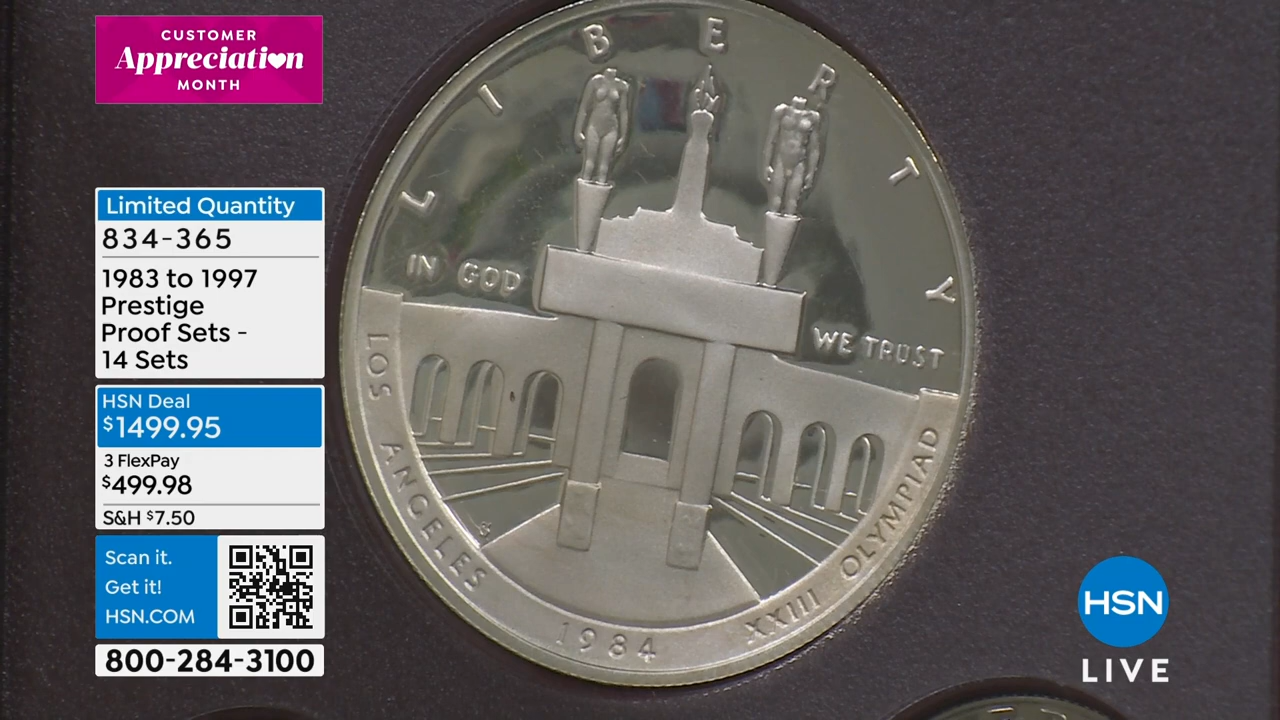 CUSTOMER
Appreciation
MONTH
Limited Quantity
834-365
1983 to 1997
Prestige
Proof Sets -
14 Sets
HSN Deal
$1499.95
3 FlexPay
$499.98
S&H $7.50
Scan it.
Get it!
HSN.COM
800-284-3100
LIBERTY
IN GOD
WE TRUST
LOS ANGELES
1984
XXIII OLYMPIAD
HSN
LIVE